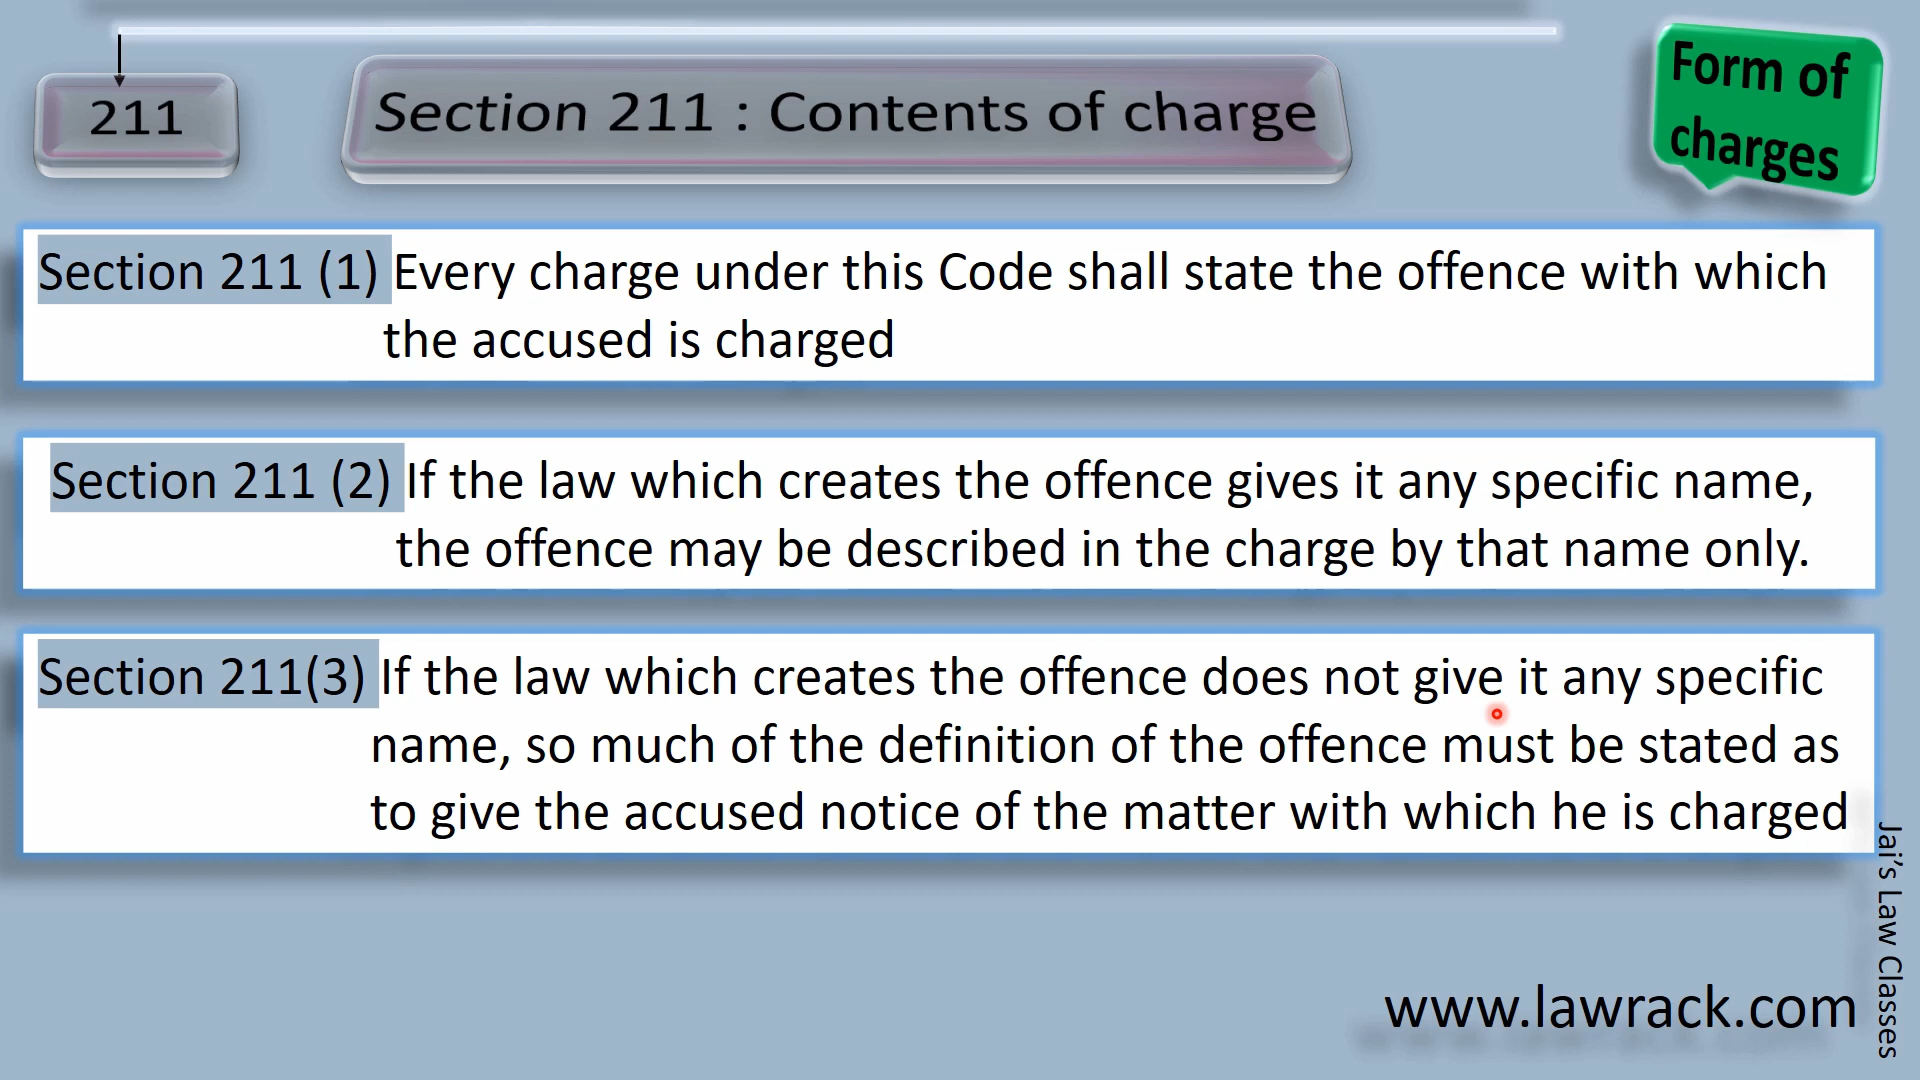 211
Section 211 : Contents of charge
Form of
charges
Section 211 (1) Every charge under this Code shall state the offence with which
the accused is charged
Section 211 (2) If the law which creates the offence gives it any specific name,
the offence may be described in the charge by that name only.
Section 211(3) If the law which creates the offence does not give it any specific
name, so much of the definition of the offence must be stated as
to give the accused notice of the matter with which he is charged
Jai's Law Classes
www.lawrack.com